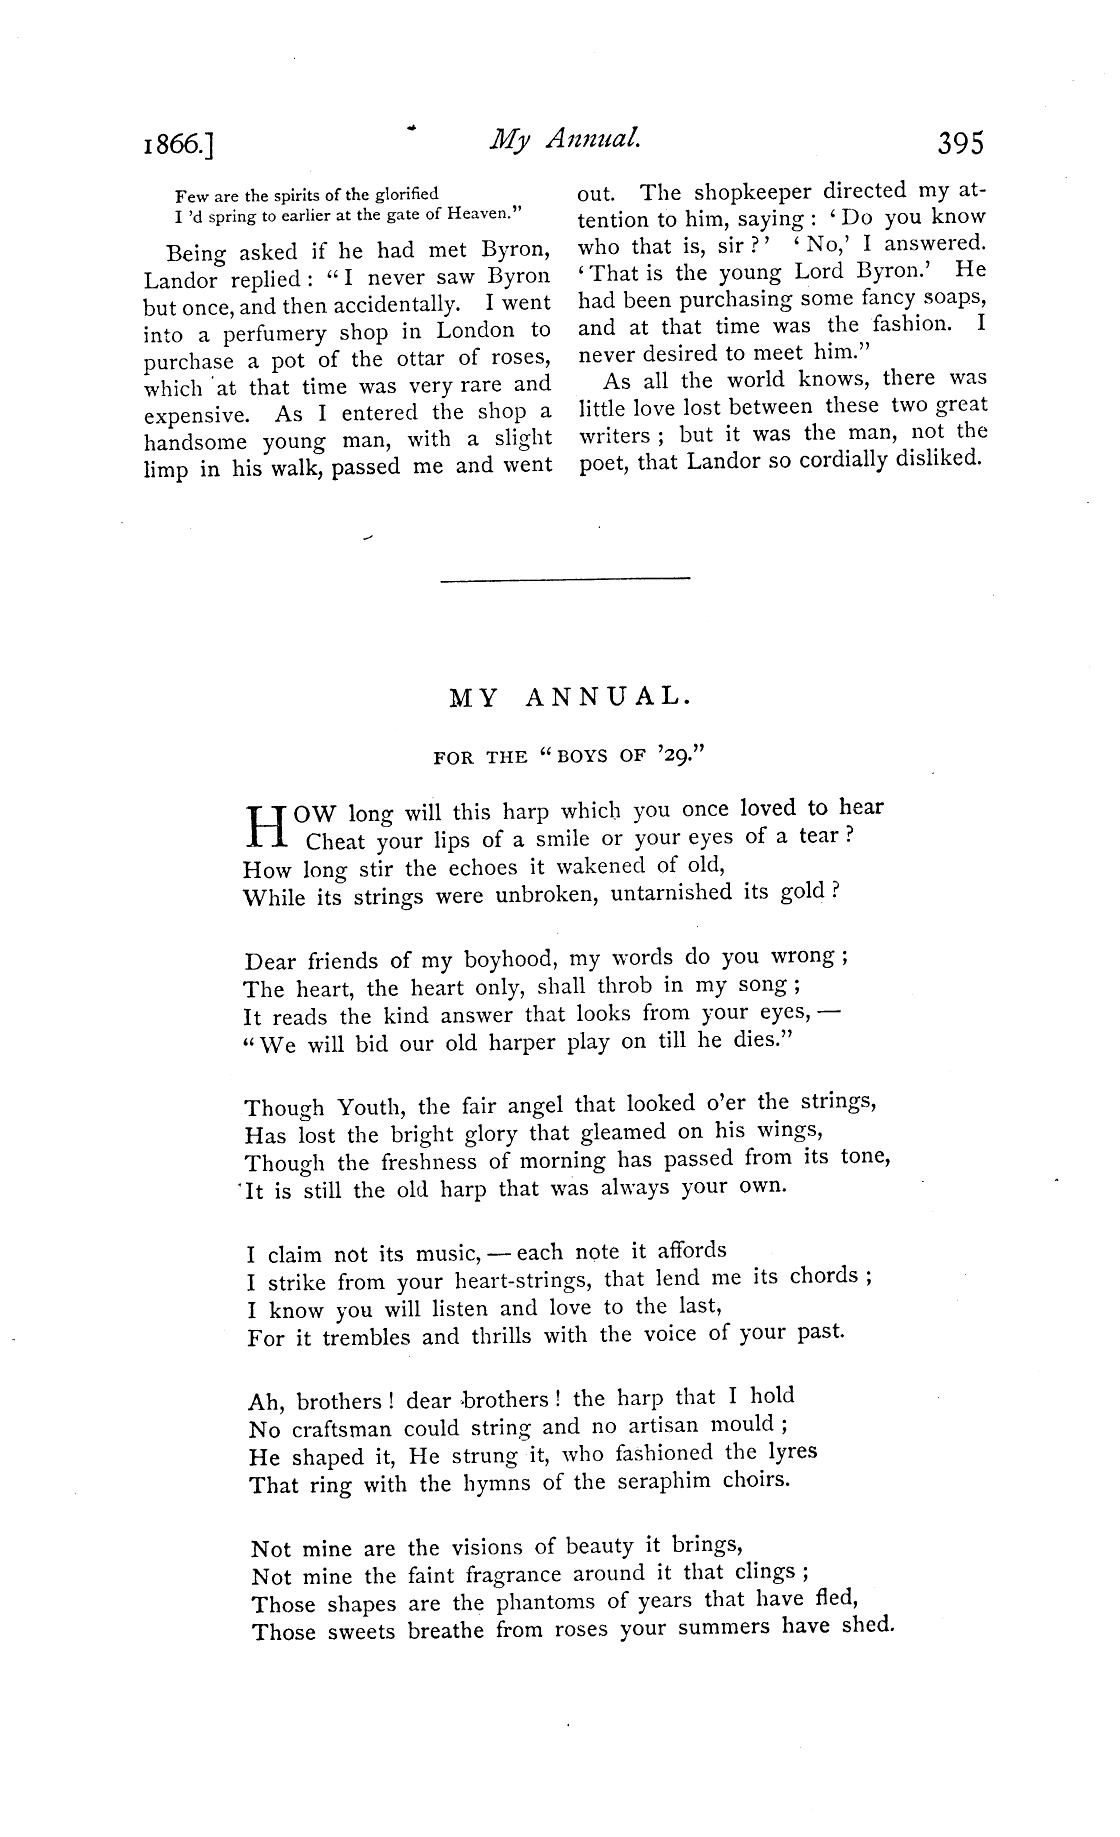 1866.] My Annual. 395
Few are the spirits of the glorified
I 'd spring to earlier at the gate of Heaven."
Being asked if he had met Byron,
Landor replied : "I never saw Byron
but once, and then accidentally. I went
into a perfumery shop in London to
purchase a pot of the ottar of roses,
which at that time was very rare and
expensive. As I entered the shop a
handsome young man, with a slight
limp in his walk, passed me and went
out. The shopkeeper directed my at-
tention to him, saying : 'Do you know
who that is, sir ?' 'No,' I answered.
'That is the young Lord Byron.' He
had been purchasing some fancy soaps,
and at that time was the fashion. I
never desired to meet him."
As all the world knows, there was
little love lost between these two great
writers ; but it was the man, not the
poet, that Landor so cordially disliked.
MY ANNUAL.
FOR THE "BOYS OF '29."
HOW long will this harp which you once loved to hear
Cheat your lips of a smile or your eyes of a tear ?
How long stir the echoes it wakened of old,
While its strings were unbroken, untarnished its gold ?
Dear friends of my boyhood, my words do you wrong ;
The heart, the heart only, shall throb in my song ;
It reads the kind answer that looks from your eyes, —
"We will bid our old harper play on till he dies."
Though Youth, the fair angel that looked o'er the strings,
Has lost the bright glory that gleamed on his wings,
Though the freshness of morning has passed from its tone,
It is still the old harp that was always your own.
I claim not its music, — each note it affords
I strike from your heart-strings, that lend me its chords ;
I know you will listen and love to the last,
For it trembles and thrills with the voice of your past.
Ah, brothers ! dear brothers ! the harp that I hold
No craftsman could string and no artisan mould ;
He shaped it, He strung it, who fashioned the lyres
That ring with the hymns of the seraphim choirs.
Not mine are the visions of beauty it brings,
Not mine the faint fragrance around it that clings ;
Those shapes are the phantoms of years that have fled,
Those sweets breathe from roses your summers have shed.